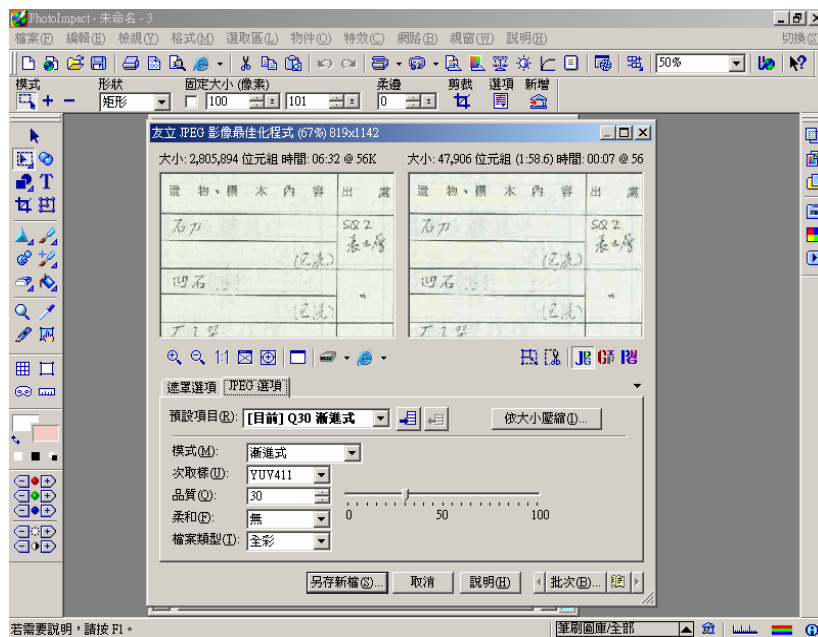 PhotoImpact - 未命名 - 3
檔案(F) 編輯(E) 檢視(V) 格式(M) 選取區(L) 物件(O) 特效(C) 網路(B) 視窗(W) 說明(H) 切換(S)
50%
模式 形狀 固定大小 (像素) 柔邊 剪裁 選項 新增
矩形 100 101 0
友立 JPEG 影像最佳化程式 (67%) 819x1142
大小: 2,805,894 位元組 時間: 06:32 @ 56K 大小: 47,906 位元組 (1:58.6) 時間: 00:07 @ 56
遺 物、標 本 內 容 出 處 遺 物、標 本 內 容 出 處
石刀 SQ2 石刀 SQ2
表土層 表土層
(已洗) (已洗)
凹石 〃 凹石 〃
(已洗) (已洗)
1:1
遮罩選項 JPEG 選項
預設項目(R): [目前] Q30 漸進式 依大小壓縮(I)...
模式(M): 漸進式
次取樣(U): YUV411
品質(Q): 30
0 50 100
柔和(F): 無
檔案類型(T): 全彩
另存新檔(S)... 取消 說明(H) 批次(B)...
若需要說明，請按 F1。 筆刷圖庫/全部